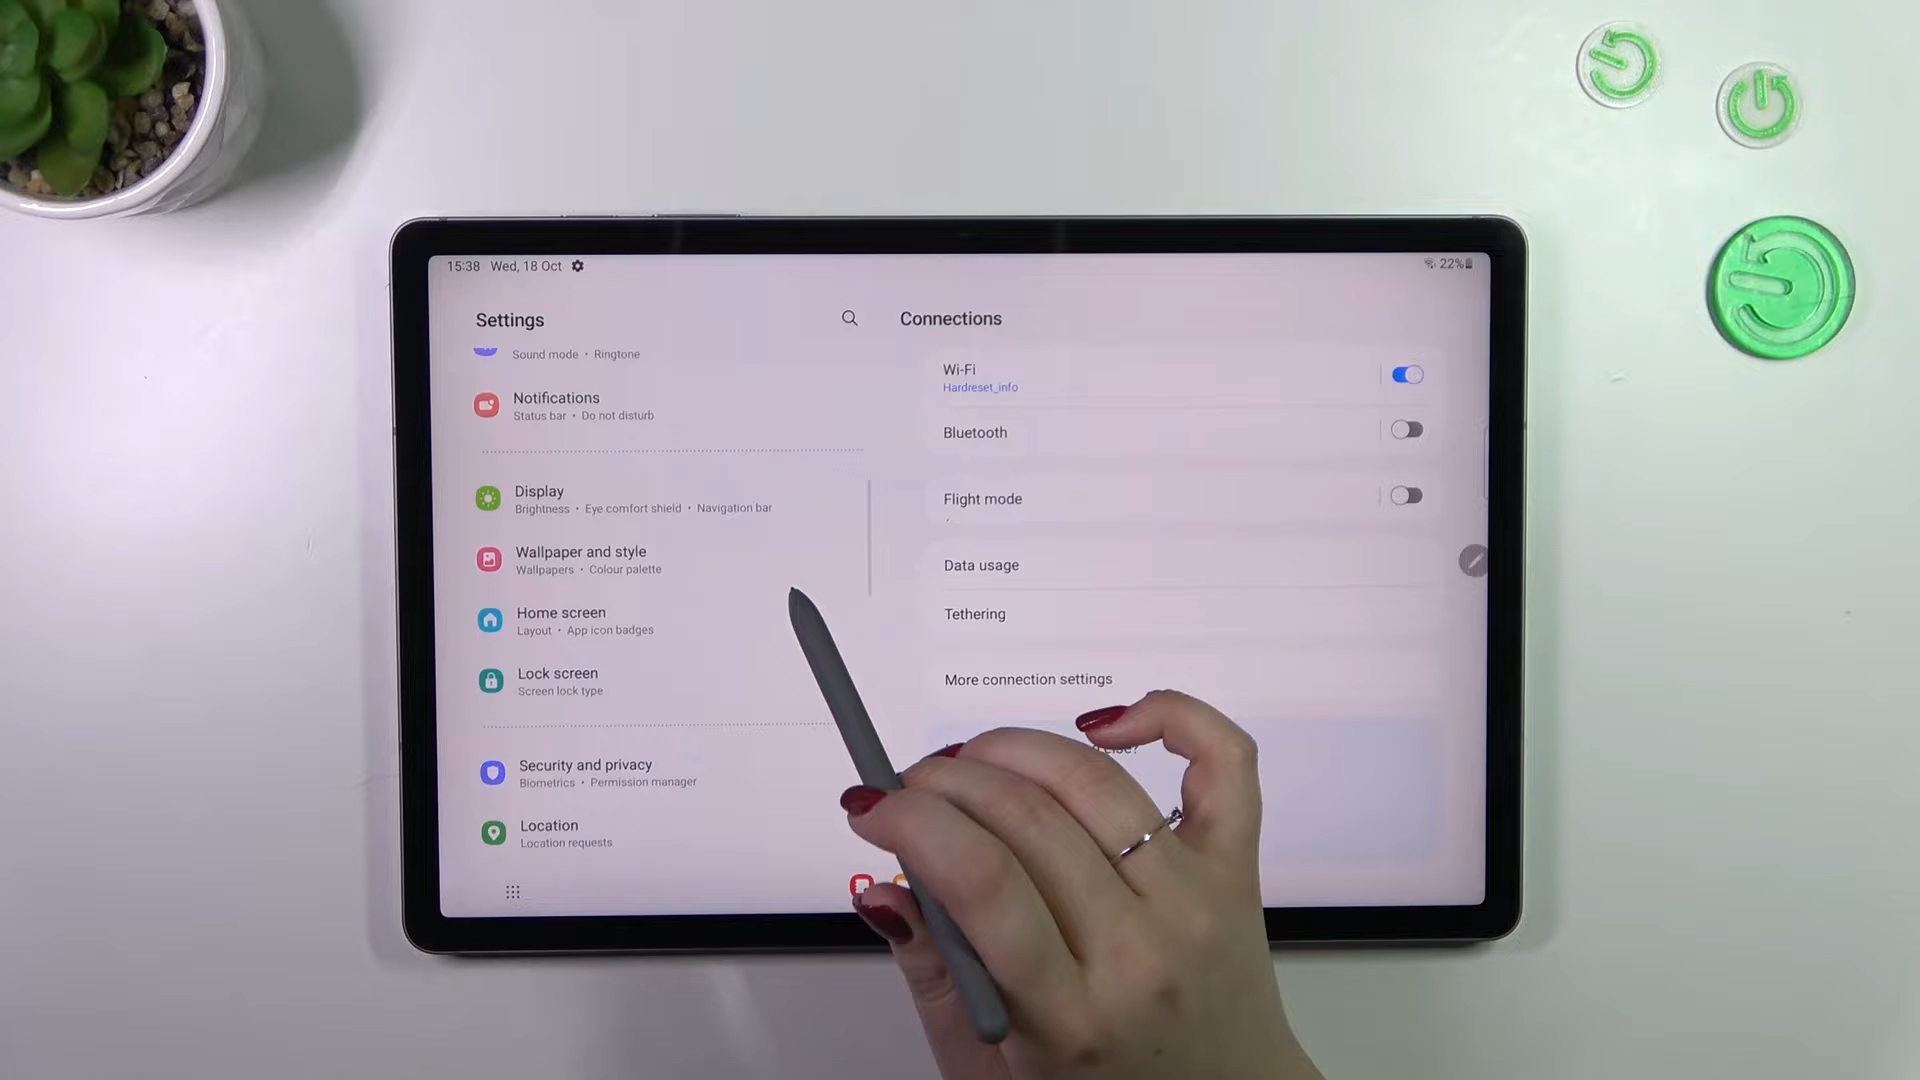 15:38 Wed, 18 Oct
22%
Settings
Sound mode • Ringtone
Notifications
Status bar • Do not disturb
Display
Brightness • Eye comfort shield • Navigation bar
Wallpaper and style
Wallpapers • Colour palette
Home screen
Layout • App icon badges
Lock screen
Screen lock type
Security and privacy
Biometrics • Permission manager
Location
Location requests
Connections
Wi-Fi
Hardreset_info
Bluetooth
Flight mode
Data usage
Tethering
More connection settings
else?